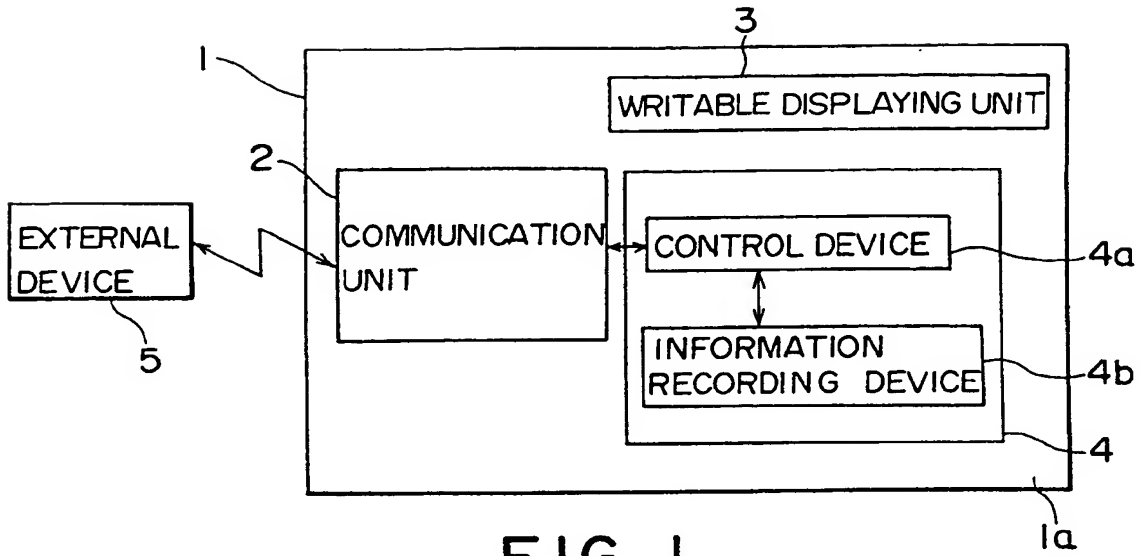 3
1
WRITABLE DISPLAYING UNIT
2
EXTERNAL
DEVICE
5
COMMUNICATION
UNIT
CONTROL DEVICE
4a
INFORMATION
RECORDING DEVICE
4b
4
1a
FIG. 1